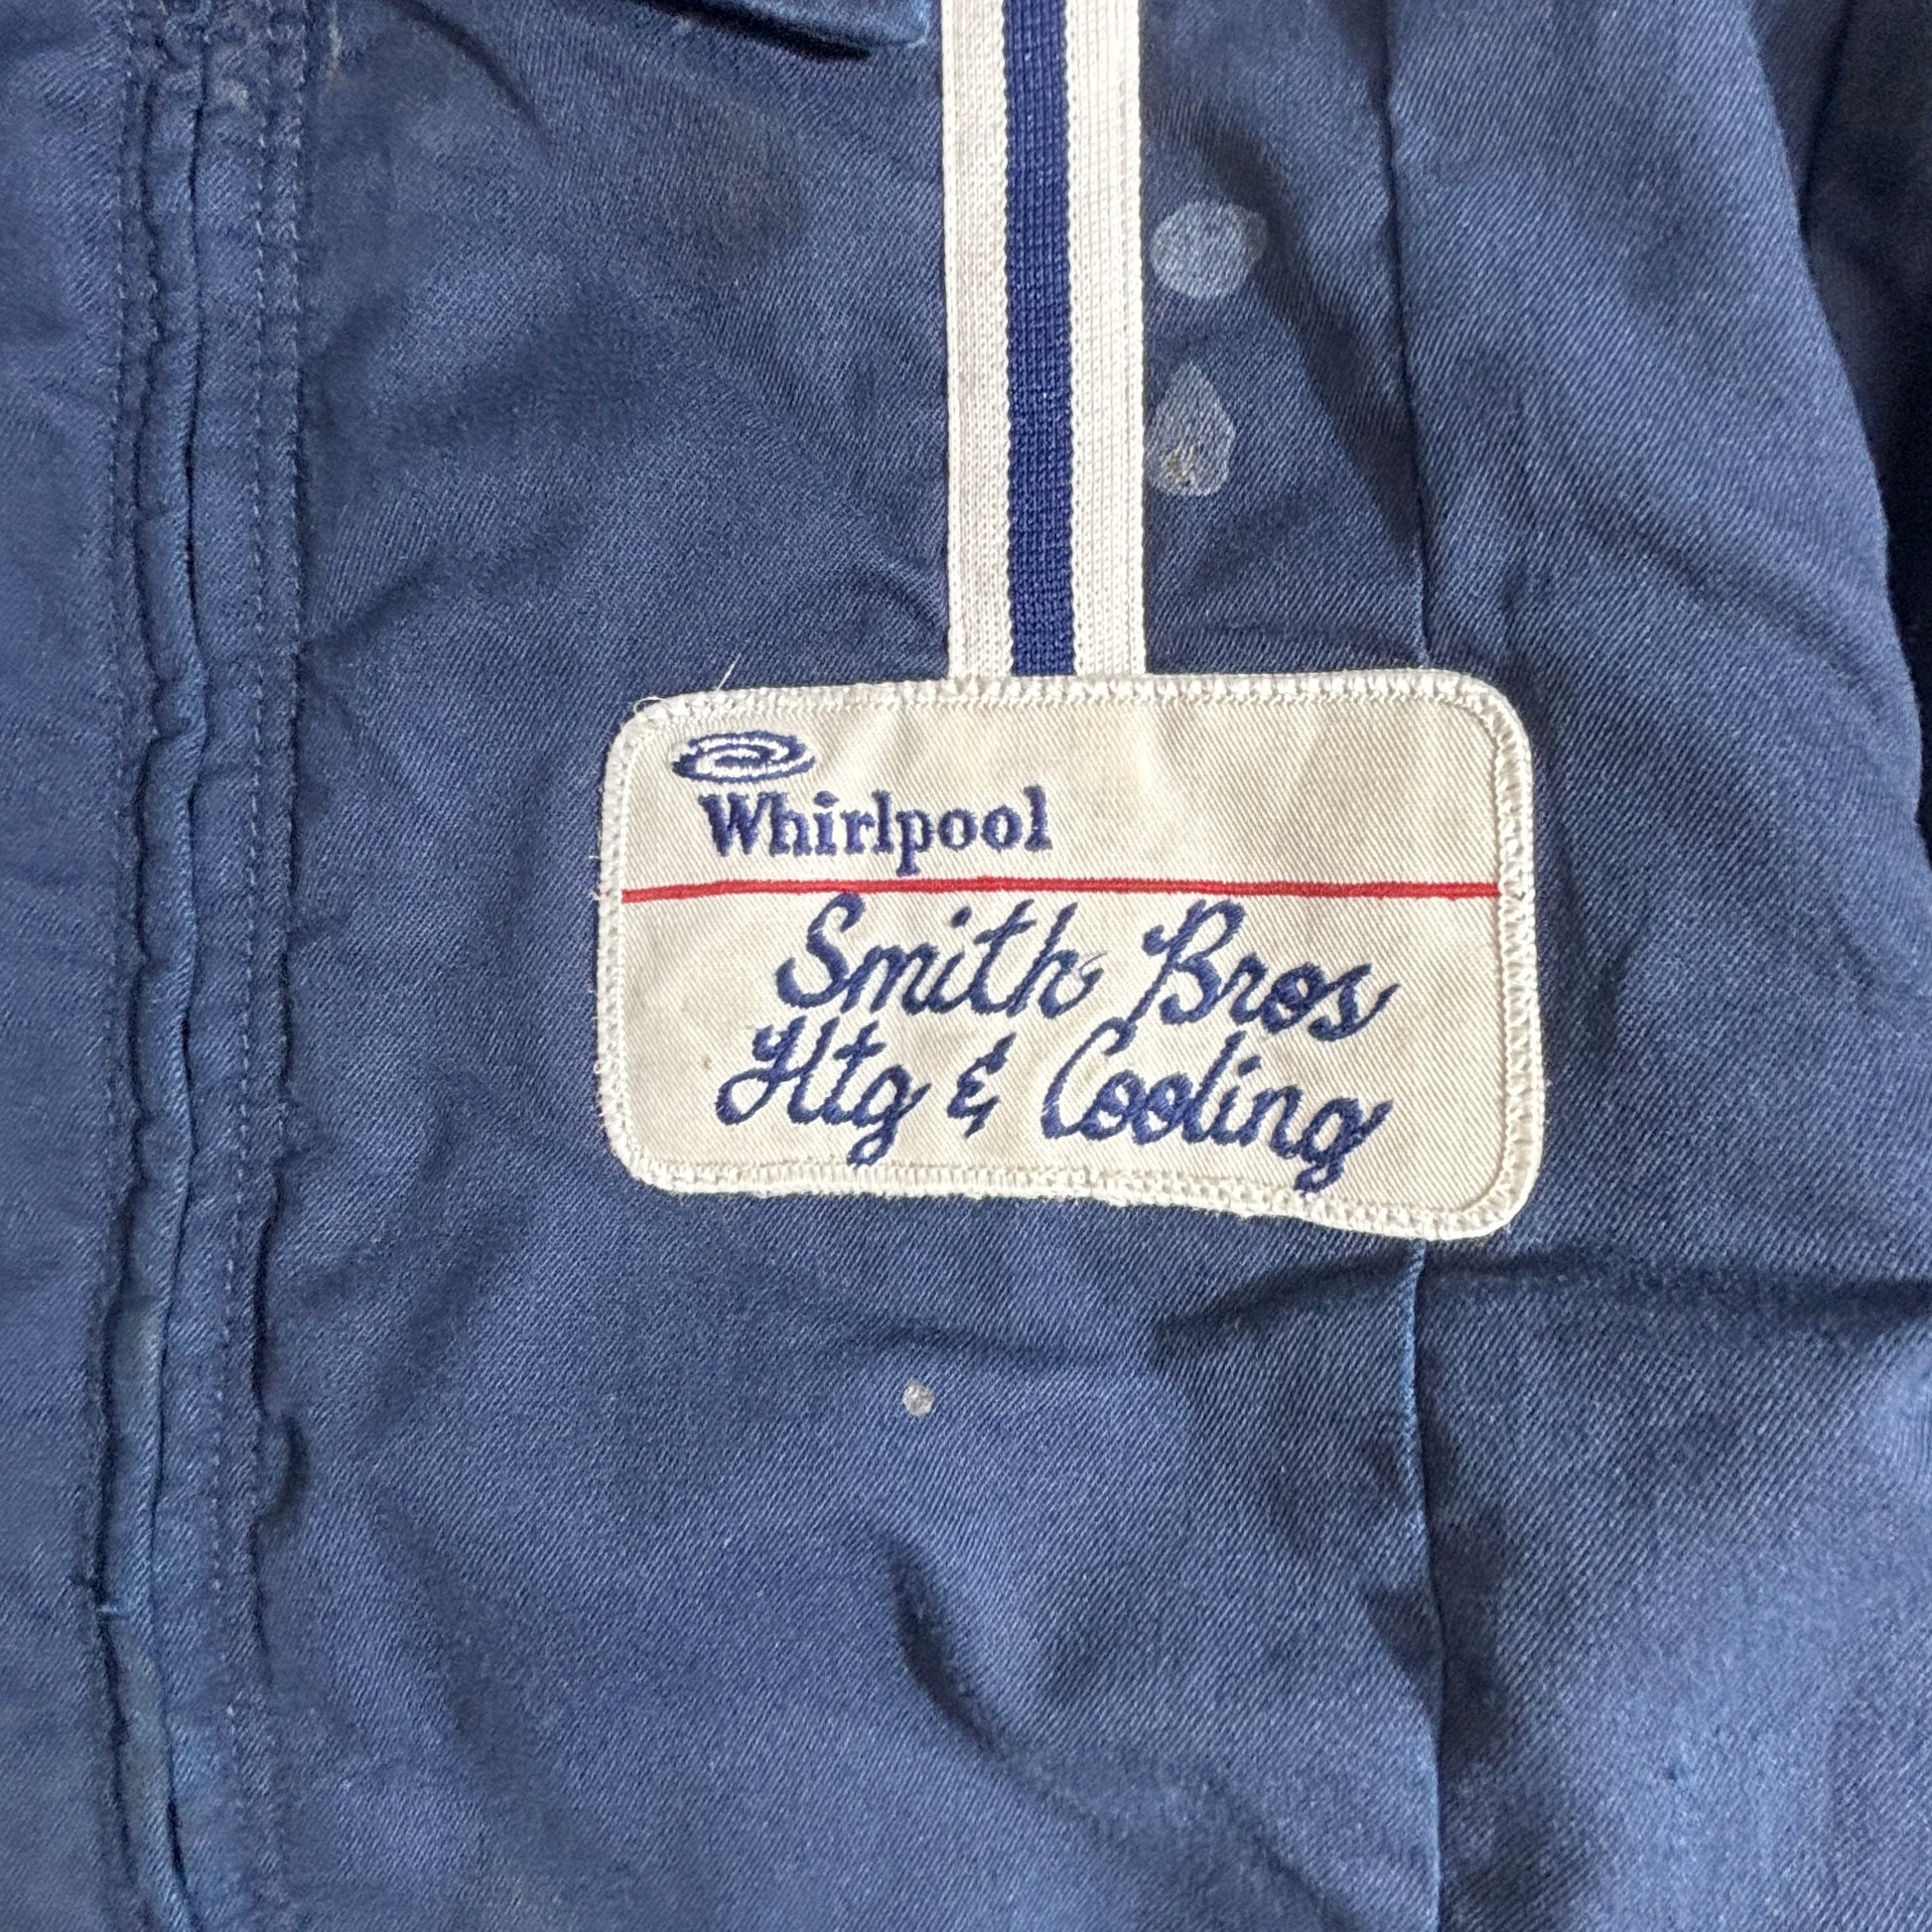 Whirlpool
Smith Bros
Htg & Cooling